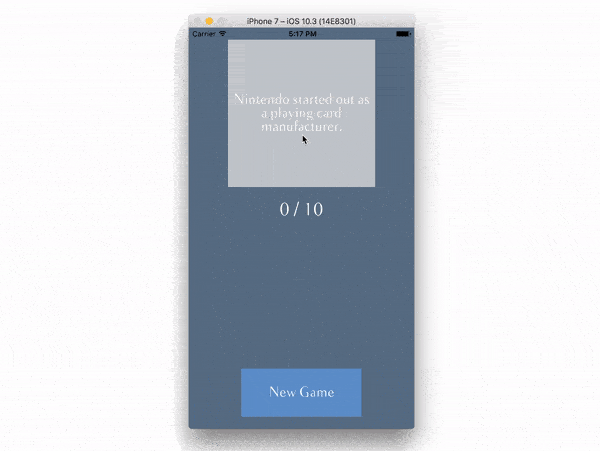 iPhone 7 – iOS 10.3 (14E8301)
Carrier 5:17 PM
Nintendo started out as
a playing card
manufacturer.
0 / 10
New Game